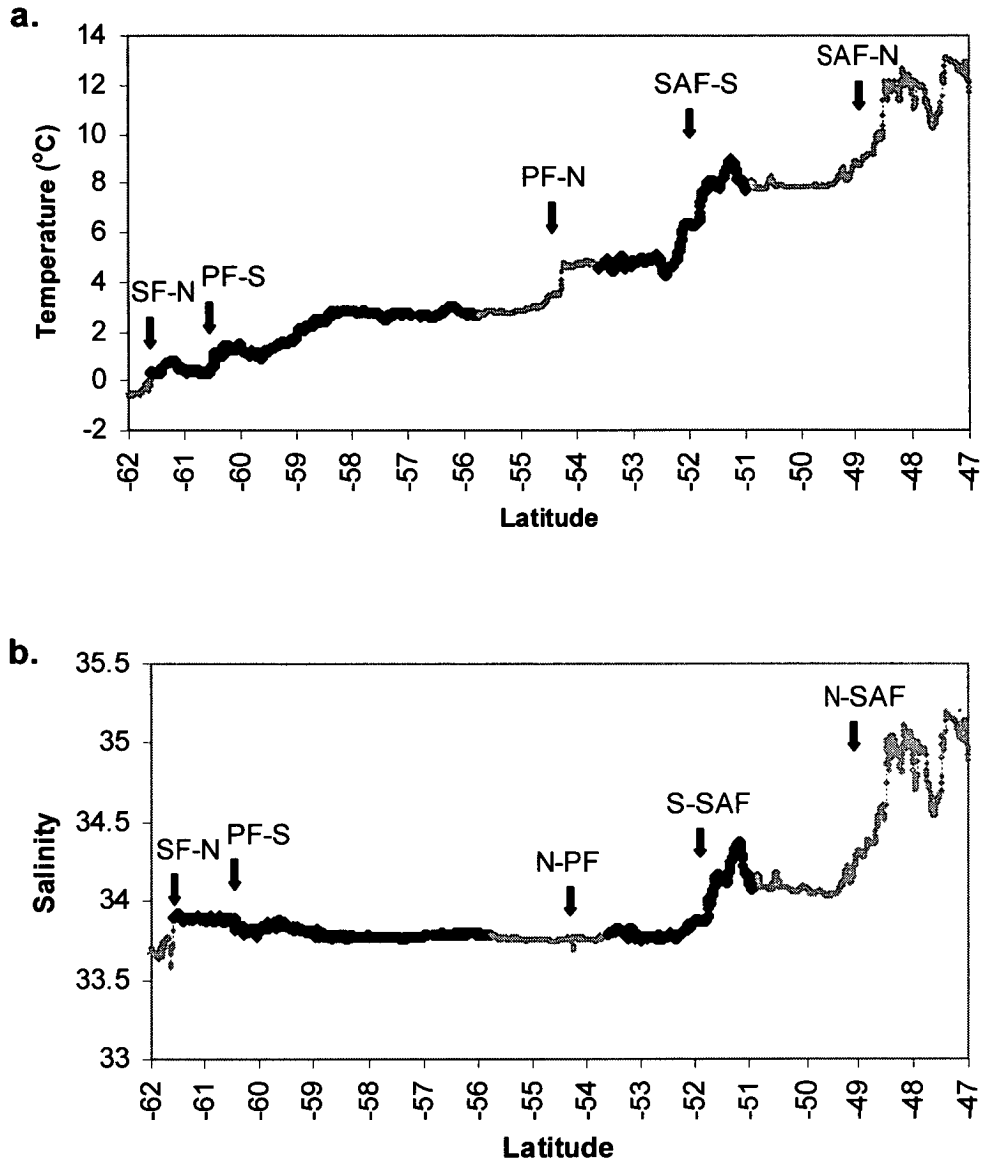 a.
14
12
10
8
6
4
2
0
-2
Temperature (°C)
SF-N
PF-S
PF-N
SAF-S
SAF-N
-62
-61
-60
-59
-58
-57
-56
-55
-54
-53
-52
-51
-50
-49
-48
-47
Latitude
b.
35.5
35
34.5
34
33.5
33
Salinity
SF-N
PF-S
N-PF
S-SAF
N-SAF
-62
-61
-60
-59
-58
-57
-56
-55
-54
-53
-52
-51
-50
-49
-48
-47
Latitude